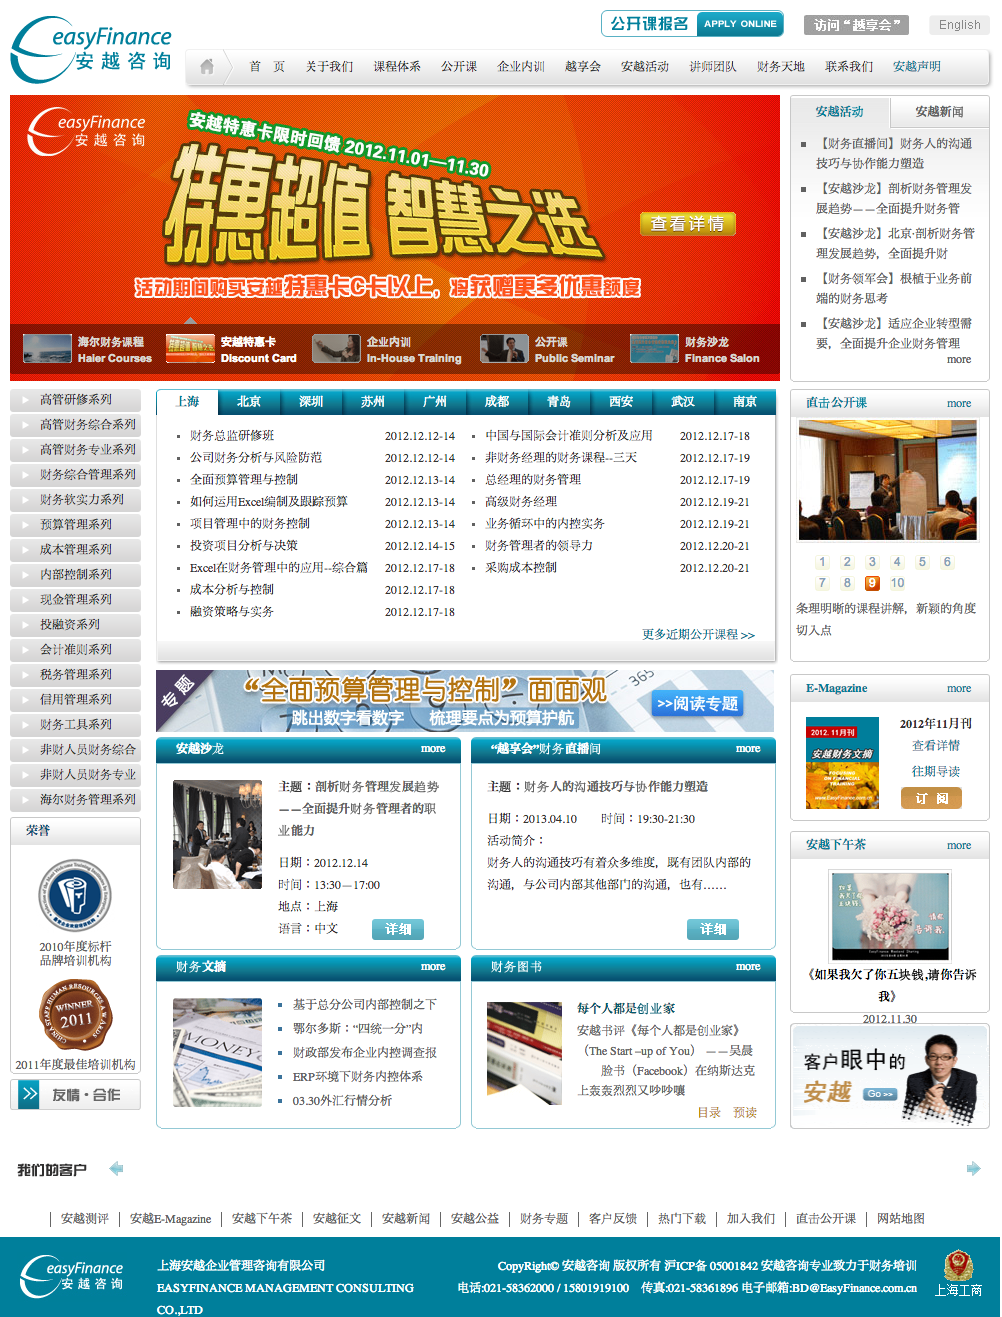 easyFinance
安越咨询
公开课报名 APPLY ONLINE
访问“越享会”
English
首 页 关于我们 课程体系 公开课 企业内训 越享会 安越活动 讲师团队 财务天地 联系我们 安越声明
easyFinance
安越咨询
安越特惠卡限时回馈 2012.11.01—11.30
特惠超值 智慧之选
查看详情
活动期间购买安越特惠卡C卡以上，将获赠更多优惠额度
海尔财务课程
Haier Courses
安越特惠卡
Discount Card
企业内训
In-House Training
公开课
Public Seminar
财务沙龙
Finance Salon
安越活动 安越新闻
【财务直播间】财务人的沟通
技巧与协作能力塑造
【安越沙龙】剖析财务管理发
展趋势——全面提升财务管
【安越沙龙】北京·剖析财务管
理发展趋势，全面提升财
【财务领军会】根植于业务前
端的财务思考
【安越沙龙】适应企业转型需
要，全面提升企业财务管理
more
高管研修系列
高管财务综合系列
高管财务专业系列
财务综合管理系列
财务软实力系列
预算管理系列
成本管理系列
内部控制系列
现金管理系列
投融资系列
会计准则系列
税务管理系列
信用管理系列
财务工具系列
非财人员财务综合
非财人员财务专业
海尔财务管理系列
荣誉
2010年度标杆
品牌培训机构
CHINA STAFF HUMAN RESOURCES AWARDS
WINNER
2011
2011年度最佳培训机构
友情·合作
上海 北京 深圳 苏州 广州 成都 青岛 西安 武汉 南京
财务总监研修班 2012.12.12-14
公司财务分析与风险防范 2012.12.12-14
全面预算管理与控制 2012.12.13-14
如何运用Excel编制及跟踪预算 2012.12.13-14
项目管理中的财务控制 2012.12.13-14
投资项目分析与决策 2012.12.14-15
Excel在财务管理中的应用--综合篇 2012.12.17-18
成本分析与控制 2012.12.17-18
融资策略与实务 2012.12.17-18
中国与国际会计准则分析及应用 2012.12.17-18
非财务经理的财务课程--三天 2012.12.17-19
总经理的财务管理 2012.12.17-19
高级财务经理 2012.12.19-21
业务循环中的内控实务 2012.12.19-21
财务管理者的领导力 2012.12.20-21
采购成本控制 2012.12.20-21
更多近期公开课程 >>
专题
“全面预算管理与控制”面面观
跳出数字看数字 梳理要点为预算护航
365
>>阅读专题
安越沙龙 more
主题：剖析财务管理发展趋势
——全面提升财务管理者的职
业能力
日期：2012.12.14
时间：13:30—17:00
地点：上海
语言：中文
详细
“越享会”财务直播间 more
主题：财务人的沟通技巧与协作能力塑造
日期：2013.04.10 时间：19:30-21:30
活动简介：
财务人的沟通技巧有着众多维度，既有团队内部的
沟通，与公司内部其他部门的沟通，也有……
详细
财务文摘 more
MONEY
基于总分公司内部控制之下
鄂尔多斯：“四统一分”内
财政部发布企业内控调查报
ERP环境下财务内控体系
03.30外汇行情分析
财务图书 more
每个人都是创业家
安越书评《每个人都是创业家》
（The Start –up of You） ——吴晨
脸书（Facebook）在纳斯达克
上轰轰烈烈又吵吵嚷
目录 预读
直击公开课 more
1 2 3 4 5 6
7 8 9 10
条理明晰的课程讲解，新颖的角度
切入点
E-Magazine more
2012. 11月刊
安越财务文摘
FOCUSING
ON FINANCIAL
TRAINING
www.EasyFinance.com.cn
2012年11月刊
查看详情
往期导读
订 阅
安越下午茶 more
《如果我欠了你五块钱,请你告诉
我》
2012.11.30
客户眼中的
安越 Go >>
我们的客户
安越测评 安越E-Magazine 安越下午茶 安越征文 安越新闻 安越公益 财务专题 客户反馈 热门下载 加入我们 直击公开课 网站地图
easyFinance
安越咨询
上海安越企业管理咨询有限公司
EASYFINANCE MANAGEMENT CONSULTING
CO.,LTD
CopyRight© 安越咨询 版权所有 沪ICP备 05001842 安越咨询专业致力于财务培训
电话:021-58362000 / 15801919100 传真:021-58361896 电子邮箱:BD@EasyFinance.com.cn
上海工商